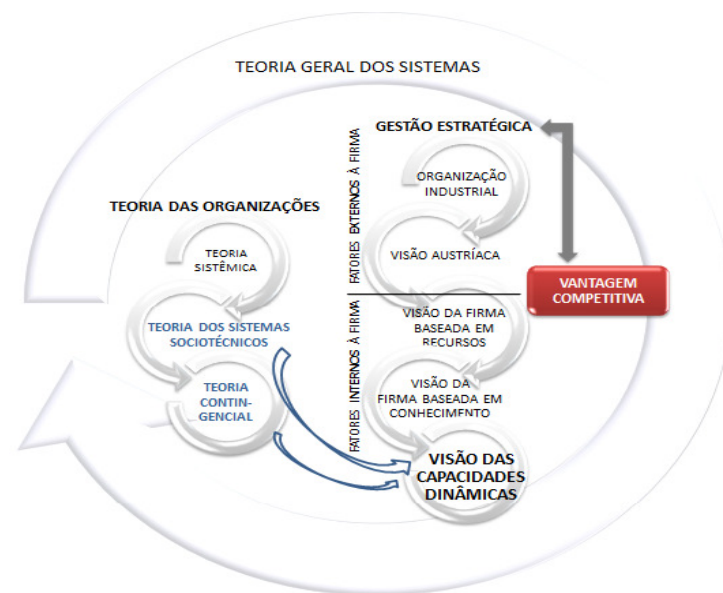 TEORIA GERAL DOS SISTEMAS
TEORIA DAS ORGANIZAÇÕES
TEORIA
SISTÊMICA
TEORIA DOS SISTEMAS
SOCIOTÉCNICOS
TEORIA
CONTIN-
GENCIAL
FATORES EXTERNOS À FIRMA
FATORES INTERNOS À FIRMA
GESTÃO ESTRATÉGICA
ORGANIZAÇÃO
INDUSTRIAL
VISÃO AUSTRÍACA
VISÃO DA FIRMA
BASEADA EM
RECURSOS
VISÃO DA
FIRMA BASEADA EM
CONHECIMENTO
VISÃO DAS
CAPACIDADES
DINÂMICAS
VANTAGEM
COMPETITIVA